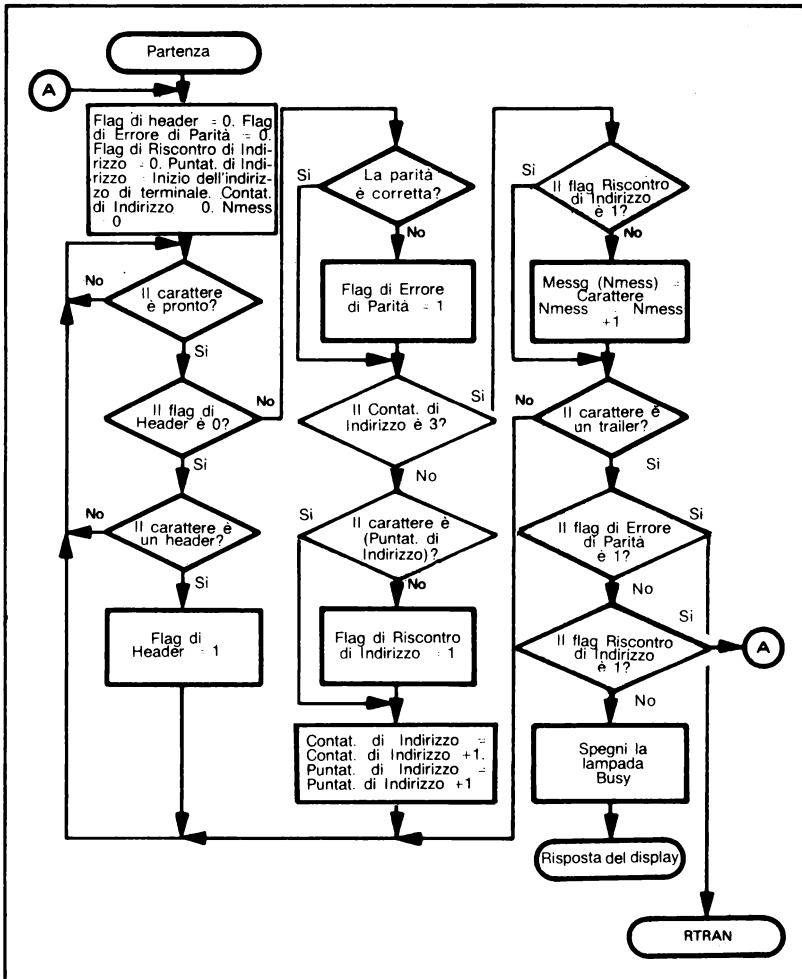 Partenza
A
Flag di header = 0. Flag
di Errore di Parità = 0.
Flag di Riscontro di Indi-
rizzo = 0. Puntat. di Indi-
rizzo = Inizio dell'indiriz-
zo di terminale. Contat.
di Indirizzo 0. Nmess
0
No
Il carattere
è pronto?
Si
Il flag di
Header è 0?
No
Si
No
Il carattere è
un header?
Si
Flag di
Header = 1
Si
La parità
è corretta?
No
Flag di Errore
di Parità = 1
Si
Il Contat. di
Indirizzo è 3?
No
Si
Il carattere è
(Puntat. di
Indirizzo)?
No
Flag di Riscontro
di Indirizzo = 1
Contat. di Indirizzo =
Contat. di Indirizzo +1.
Puntat. di Indirizzo =
Puntat. di Indirizzo +1
Si
Il flag Riscontro
di Indirizzo
è 1?
No
Messg (Nmess) =
Carattere
Nmess = Nmess
+1
No
Il carattere è
un trailer?
Si
Si
Il flag di Errore
di Parità
è 1?
No
Si
Il flag Riscontro
di Indirizzo
è 1?
A
No
Spegni la
lampada
Busy
Risposta del display
RTRAN